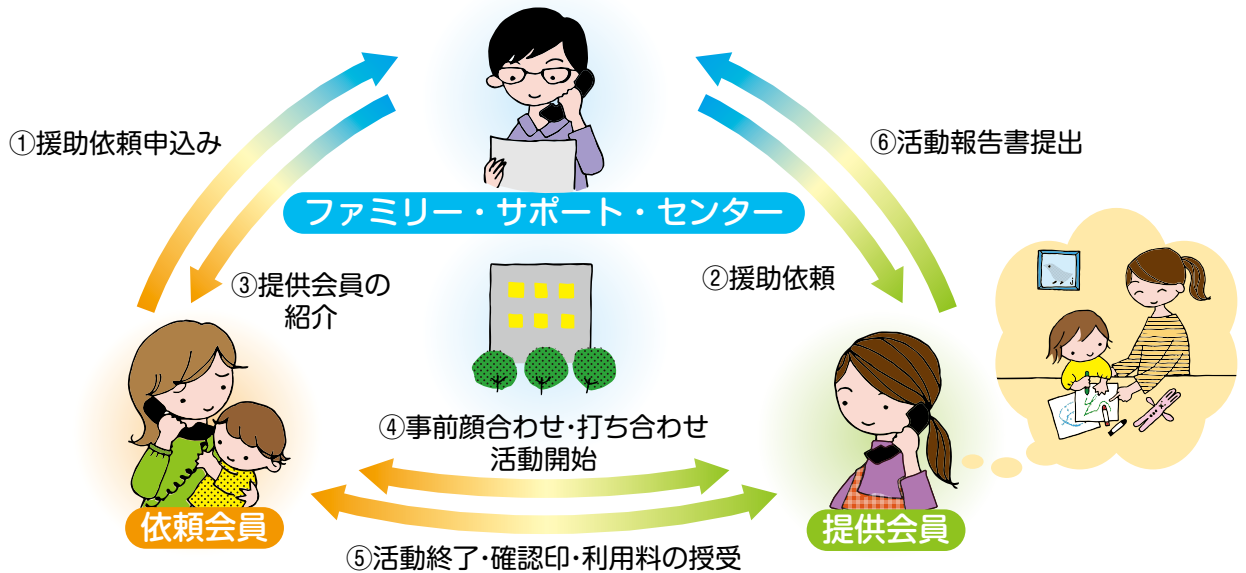 ①援助依頼申込み
⑥活動報告書提出
ファミリー・サポート・センター
③提供会員の
紹介
②援助依頼
④事前顔合わせ・打ち合わせ
活動開始
依頼会員
提供会員
⑤活動終了・確認印・利用料の授受